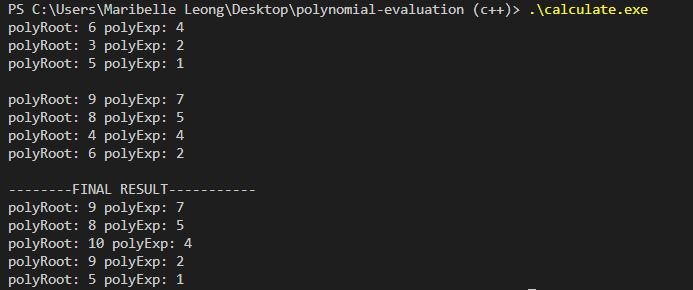 PS C:\Users\Maribelle Leong\Desktop\polynomial-evaluation (c++)> .\calculate.exe
polyRoot: 6 polyExp: 4
polyRoot: 3 polyExp: 2
polyRoot: 5 polyExp: 1
polyRoot: 9 polyExp: 7
polyRoot: 8 polyExp: 5
polyRoot: 4 polyExp: 4
polyRoot: 6 polyExp: 2
--------FINAL RESULT-----------
polyRoot: 9 polyExp: 7
polyRoot: 8 polyExp: 5
polyRoot: 10 polyExp: 4
polyRoot: 9 polyExp: 2
polyRoot: 5 polyExp: 1